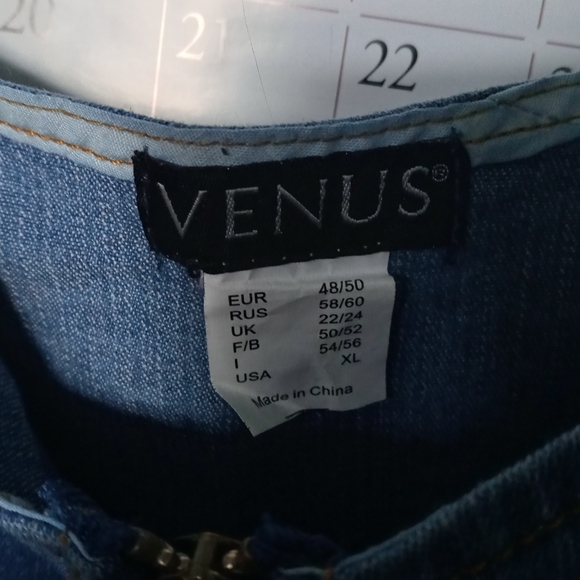 20 21 22
VENUS®
EUR 48/50
RUS 58/60
UK 22/24
F/B 50/52
I 54/56
USA XL
Made in China